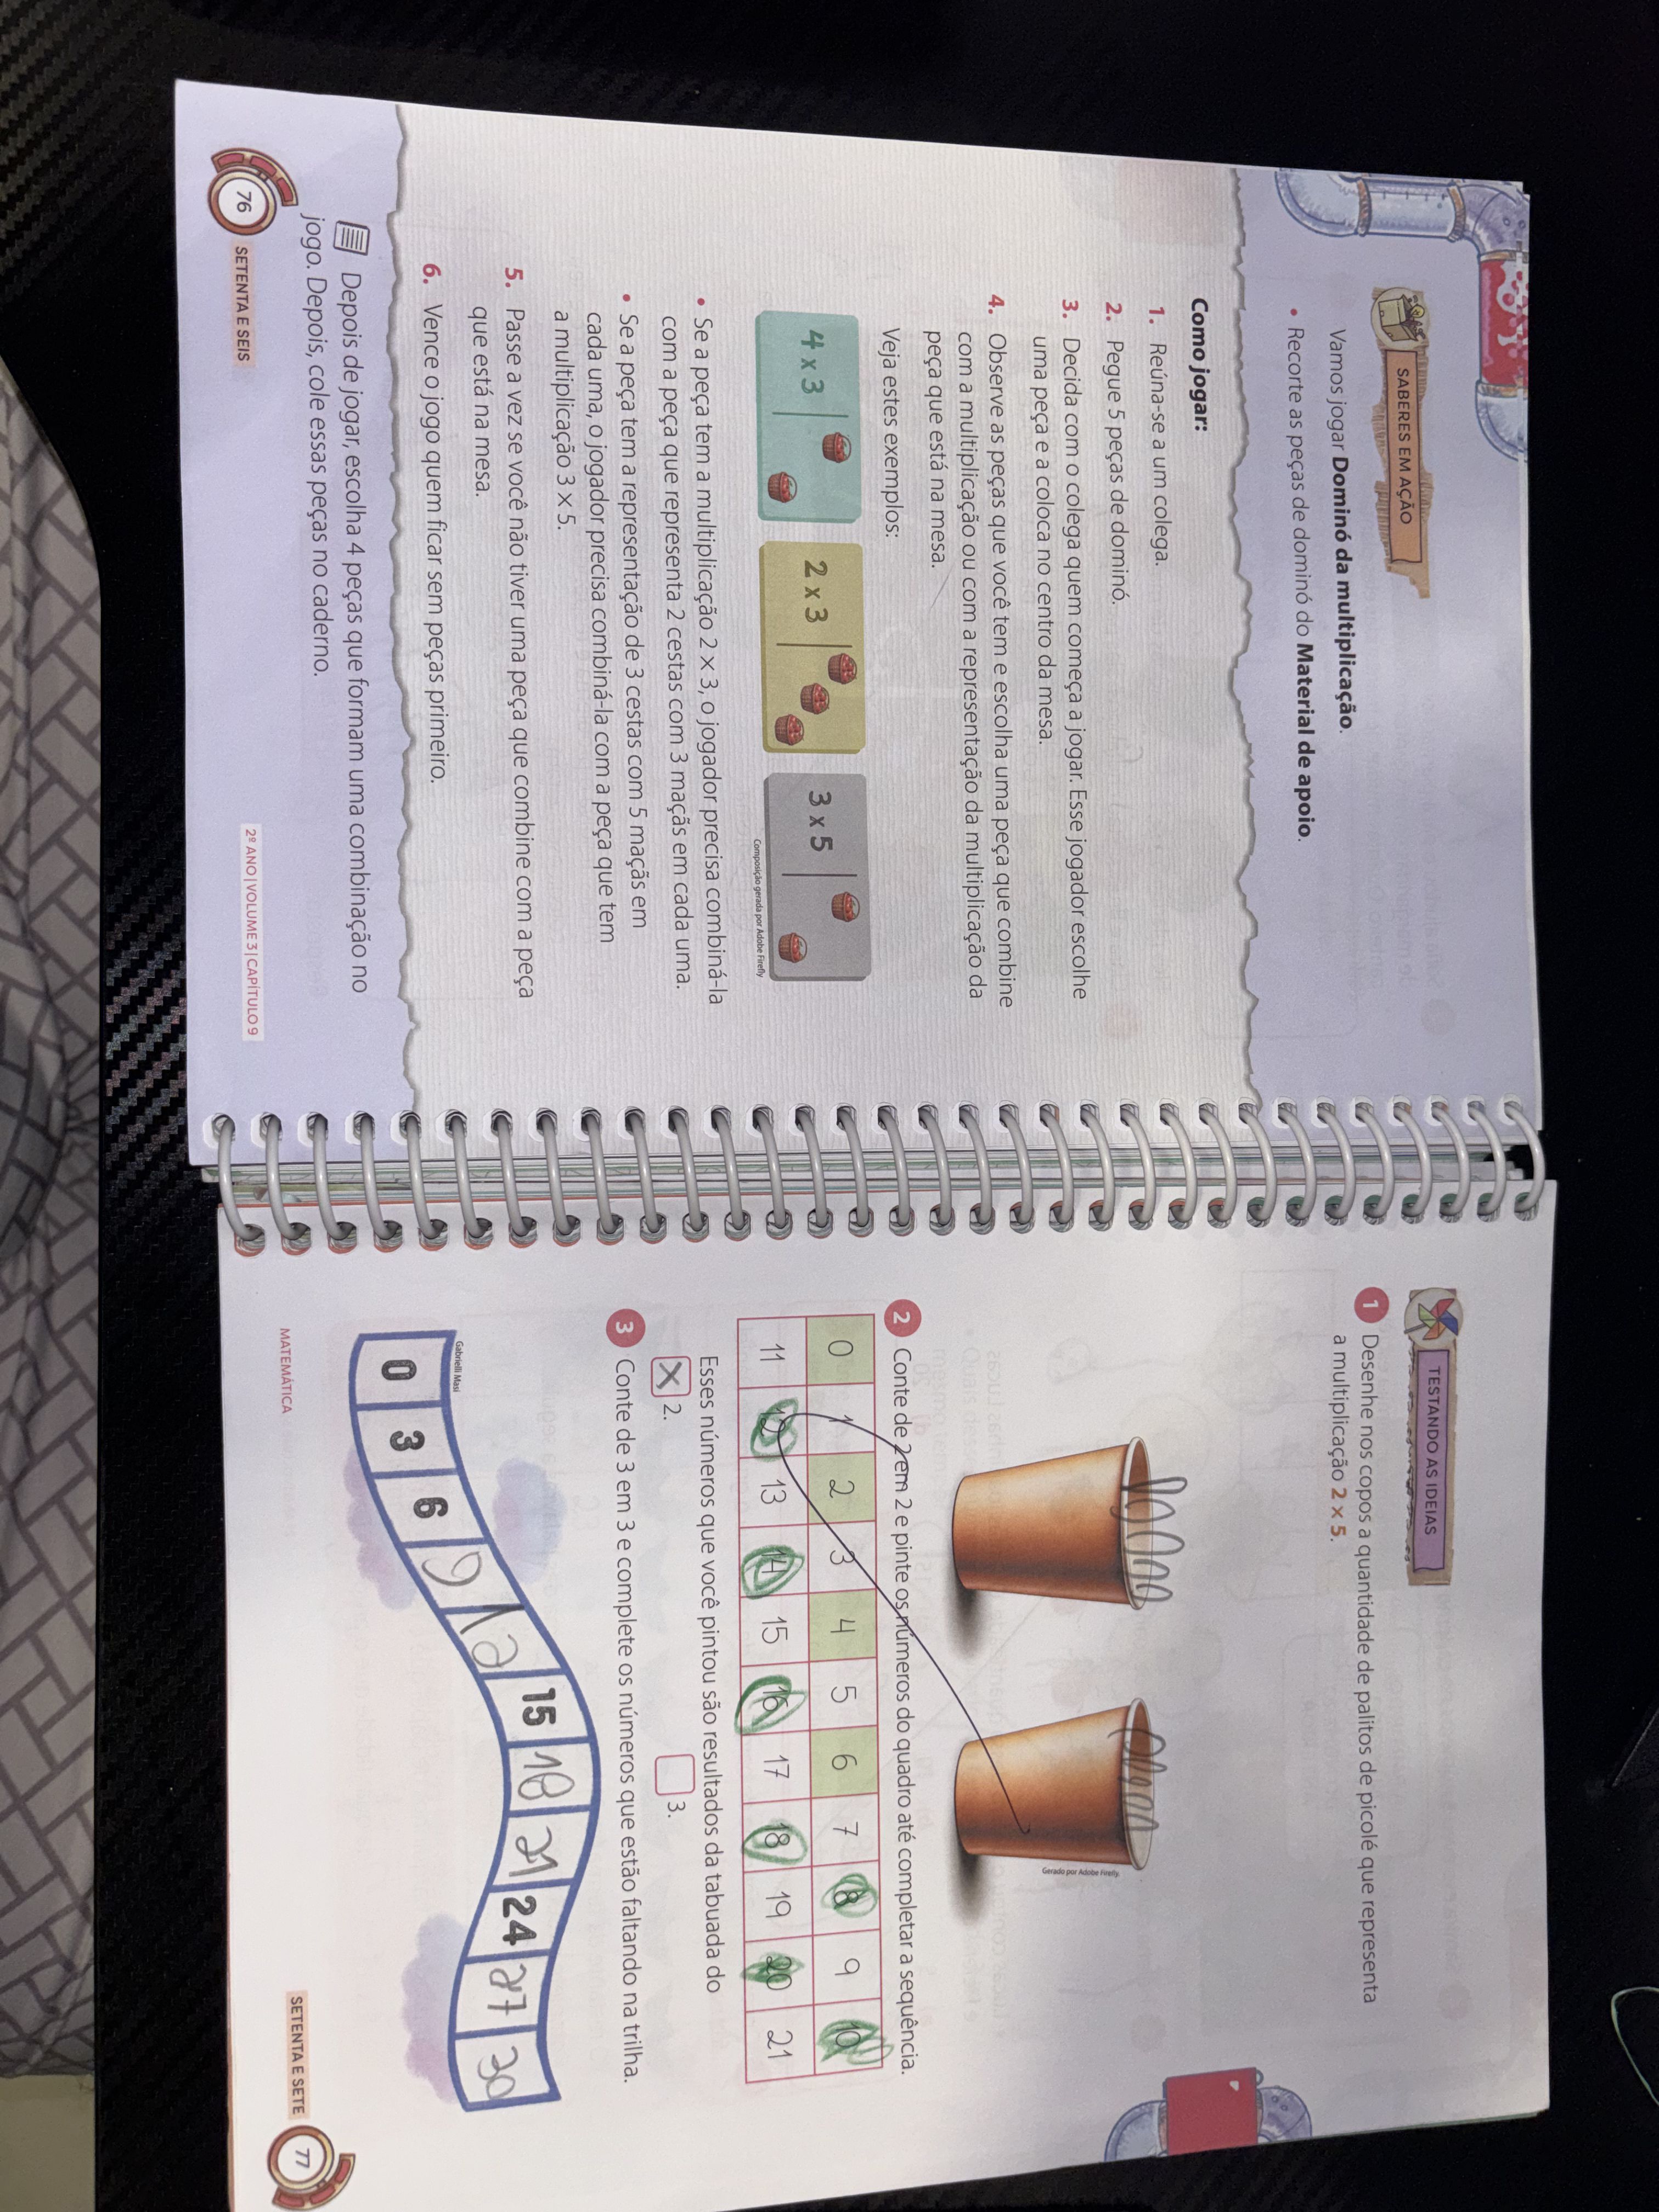 SABERES EM AÇÃO
Vamos jogar Dominó da multiplicação.
• Recorte as peças de dominó do Material de apoio.
Como jogar:
1. Reúna-se a um colega.
2. Pegue 5 peças de dominó.
3. Decida com o colega quem começa a jogar. Esse jogador escolhe
uma peça e a coloca no centro da mesa.
4. Observe as peças que você tem e escolha uma peça que combine
com a multiplicação ou com a representação da multiplicação da
peça que está na mesa.
Veja estes exemplos:
4 x 3
2 x 3
3 x 5
Composição gerada por Adobe Firefly
• Se a peça tem a multiplicação 2 × 3, o jogador precisa combiná-la
com a peça que representa 2 cestas com 3 maçãs em cada uma.
• Se a peça tem a representação de 3 cestas com 5 maçãs em
cada uma, o jogador precisa combiná-la com a peça que tem
a multiplicação 3 × 5.
5. Passe a vez se você não tiver uma peça que combine com a peça
que está na mesa.
6. Vence o jogo quem ficar sem peças primeiro.
Depois de jogar, escolha 4 peças que formam uma combinação no
jogo. Depois, cole essas peças no caderno.
76 SETENTA E SEIS
2º ANO | VOLUME 3 | CAPÍTULO 9
TESTANDO AS IDEIAS
1 Desenhe nos copos a quantidade de palitos de picolé que representa
a multiplicação 2 × 5.
Gerado por Adobe Firefly.
2 Conte de 2 em 2 e pinte os números do quadro até completar a sequência.
0 1 2 3 4 5 6 7 8 9 10
11 12 13 14 15 16 17 18 19 20 21
Esses números que você pintou são resultados da tabuada do
X 2. 3.
3 Conte de 3 em 3 e complete os números que estão faltando na trilha.
Gabrielli Masi
0 3 6 9 12 15 18 21 24 27 30
MATEMÁTICA
SETENTA E SETE 77